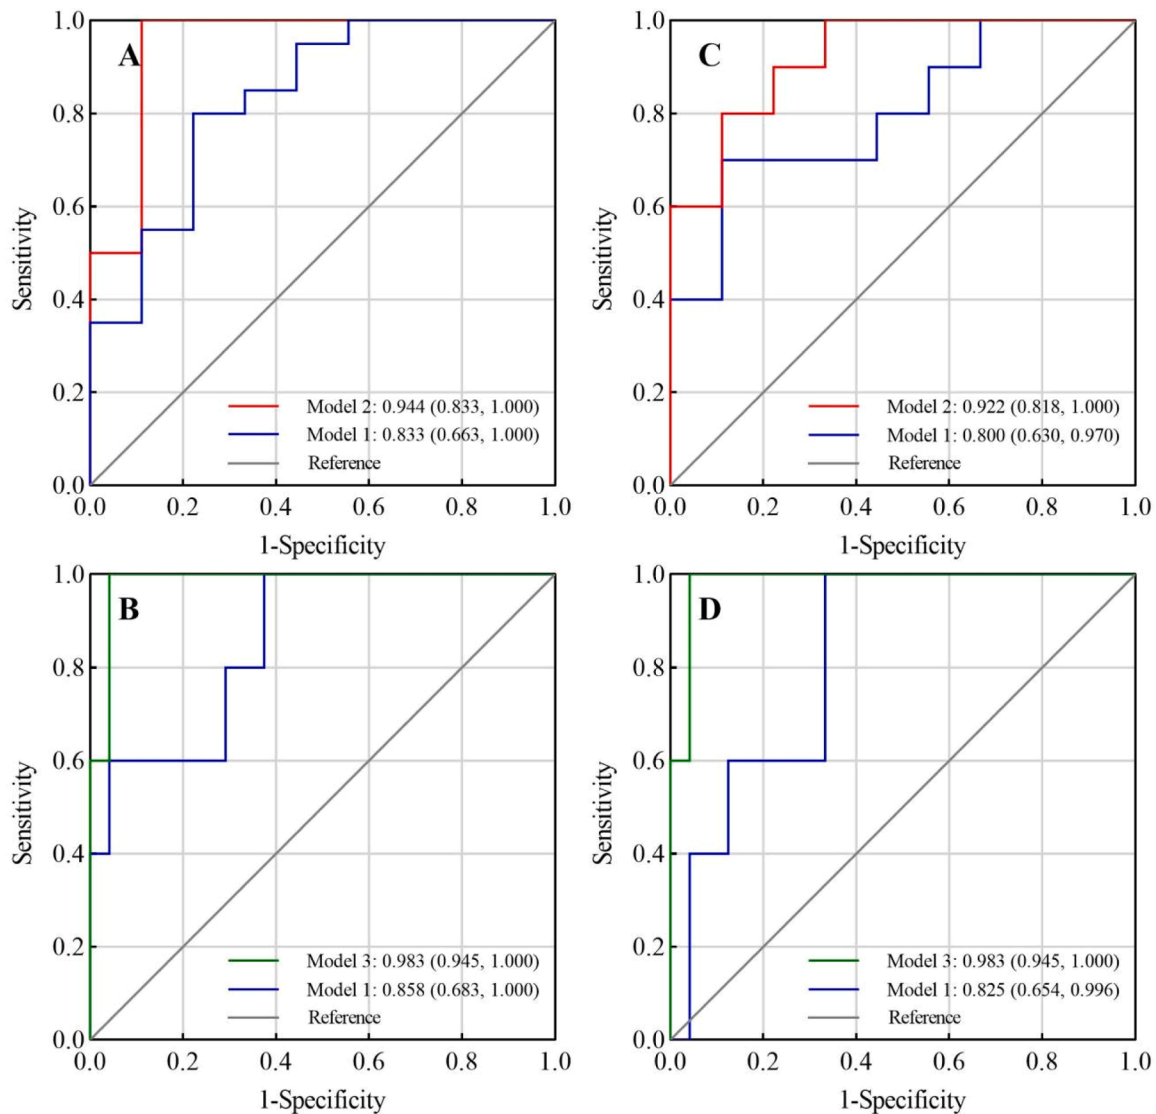 A
Sensitivity
1.0
0.8
0.6
0.4
0.2
0.0
Model 2: 0.944 (0.833, 1.000)
Model 1: 0.833 (0.663, 1.000)
Reference
0.0 0.2 0.4 0.6 0.8 1.0
1-Specificity
C
Sensitivity
1.0
0.8
0.6
0.4
0.2
0.0
Model 2: 0.922 (0.818, 1.000)
Model 1: 0.800 (0.630, 0.970)
Reference
0.0 0.2 0.4 0.6 0.8 1.0
1-Specificity
B
Sensitivity
1.0
0.8
0.6
0.4
0.2
0.0
Model 3: 0.983 (0.945, 1.000)
Model 1: 0.858 (0.683, 1.000)
Reference
0.0 0.2 0.4 0.6 0.8 1.0
1-Specificity
D
Sensitivity
1.0
0.8
0.6
0.4
0.2
0.0
Model 3: 0.983 (0.945, 1.000)
Model 1: 0.825 (0.654, 0.996)
Reference
0.0 0.2 0.4 0.6 0.8 1.0
1-Specificity